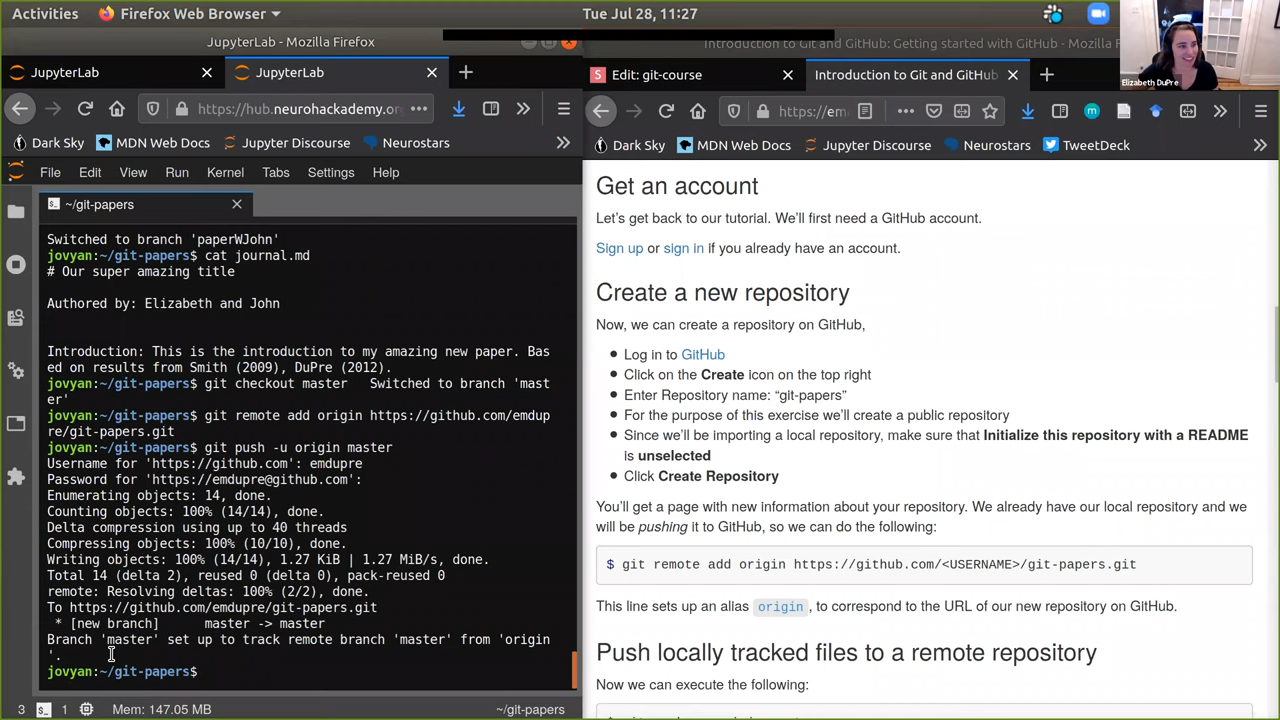 Activities Firefox Web Browser Tue Jul 28, 11:27
JupyterLab - Mozilla Firefox
Introduction to Git and GitHub: Getting started with GitHub - Mozilla F
Elizabeth DuPre
JupyterLab JupyterLab
https://hub.neurohackademy.or
Dark Sky MDN Web Docs Jupyter Discourse Neurostars
File Edit View Run Kernel Tabs Settings Help
~/git-papers
Switched to branch 'paperWJohn'
jovyan:~/git-papers$ cat journal.md
# Our super amazing title
Authored by: Elizabeth and John
Introduction: This is the introduction to my amazing new paper. Bas
ed on results from Smith (2009), DuPre (2012).
jovyan:~/git-papers$ git checkout master Switched to branch 'mast
er'
jovyan:~/git-papers$ git remote add origin https://github.com/emdup
re/git-papers.git
jovyan:~/git-papers$ git push -u origin master
Username for 'https://github.com': emdupre
Password for 'https://emdupre@github.com':
Enumerating objects: 14, done.
Counting objects: 100% (14/14), done.
Delta compression using up to 40 threads
Compressing objects: 100% (10/10), done.
Writing objects: 100% (14/14), 1.27 KiB | 1.27 MiB/s, done.
Total 14 (delta 2), reused 0 (delta 0), pack-reused 0
remote: Resolving deltas: 100% (2/2), done.
To https://github.com/emdupre/git-papers.git
* [new branch] master -> master
Branch 'master' set up to track remote branch 'master' from 'origin
'.
jovyan:~/git-papers$
3 $_ 1 Mem: 147.05 MB ~/git-papers
Edit: git-course Introduction to Git and GitHub
https://em
Dark Sky MDN Web Docs Jupyter Discourse Neurostars TweetDeck
Get an account
Let's get back to our tutorial. We'll first need a GitHub account.
Sign up or sign in if you already have an account.
Create a new repository
Now, we can create a repository on GitHub,
Log in to GitHub
Click on the Create icon on the top right
Enter Repository name: “git-papers”
For the purpose of this exercise we'll create a public repository
Since we'll be importing a local repository, make sure that Initialize this repository with a README
is unselected
Click Create Repository
You'll get a page with new information about your repository. We already have our local repository and we
will be pushing it to GitHub, so we can do the following:
$ git remote add origin https://github.com/<USERNAME>/git-papers.git
This line sets up an alias origin, to correspond to the URL of our new repository on GitHub.
Push locally tracked files to a remote repository
Now we can execute the following: